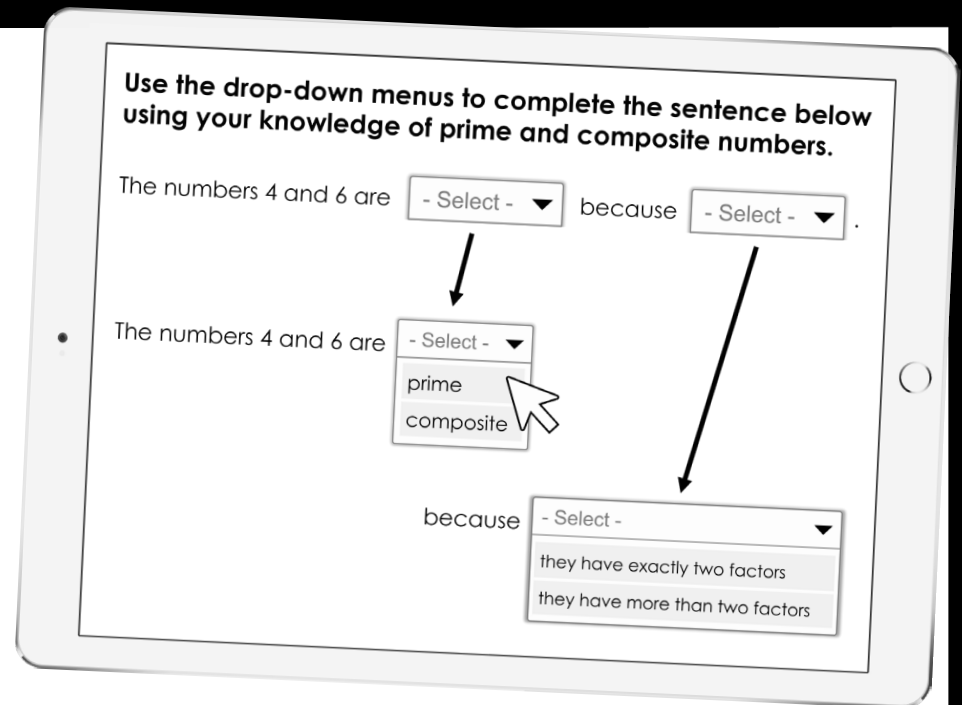 Use the drop-down menus to complete the sentence below
using your knowledge of prime and composite numbers.
The numbers 4 and 6 are - Select - because - Select - .
The numbers 4 and 6 are - Select -
prime
composite
because - Select -
they have exactly two factors
they have more than two factors